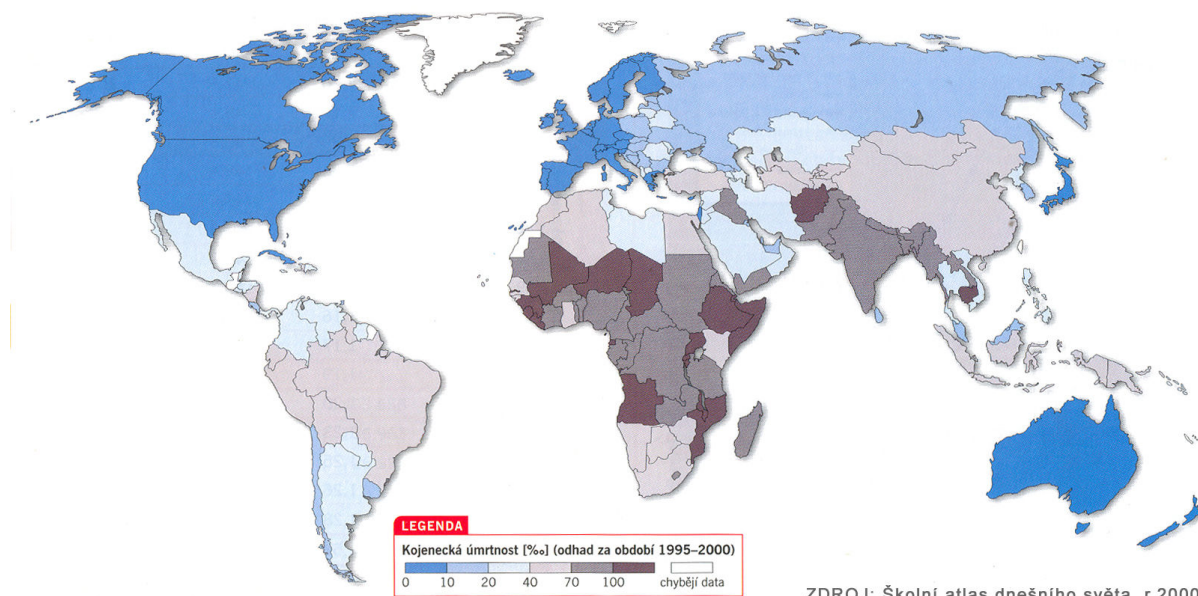 LEGENDA
Kojenecká úmrtnost [‰] (odhad za období 1995–2000)
0 10 20 40 70 100 chybějí data
ZDROJ: Školní atlas dnešního světa, r.2000